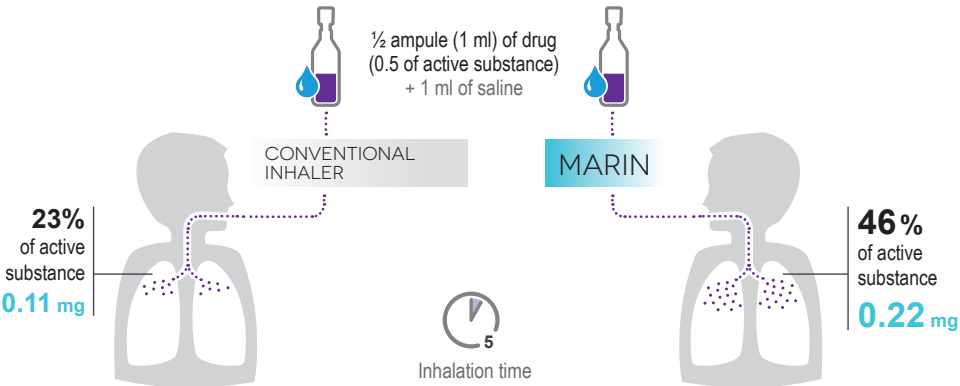 ½ ampule (1 ml) of drug
(0.5 of active substance)
+ 1 ml of saline
CONVENTIONAL
INHALER
MARIN
23%
of active
substance
0.11 mg
46 %
of active
substance
0.22 mg
5
Inhalation time